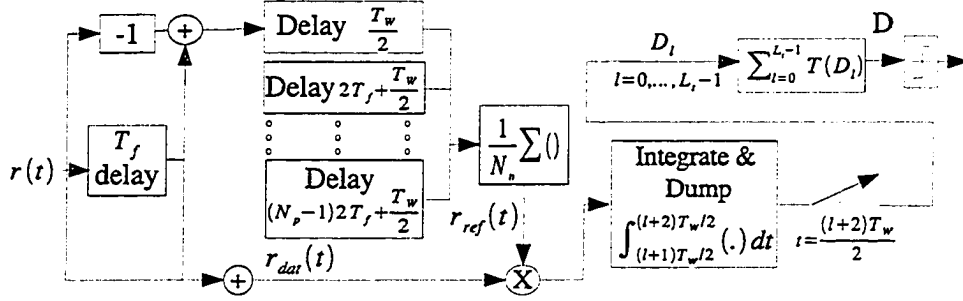 -1
+
Delay T_w/2
Delay 2T_f+T_w/2
Delay
(N_p-1)2T_f+T_w/2
T_f
delay
r(t)
1/N_n ∑()
r_ref(t)
r_dat(t)
+
X
Integrate &
Dump
∫_{(l+1)T_w/2}^{(l+2)T_w/2} (.) dt
t=(l+2)T_w/2
D_l
l=0,...,L_t-1
∑_{l=0}^{L_t-1} T(D_l)
D